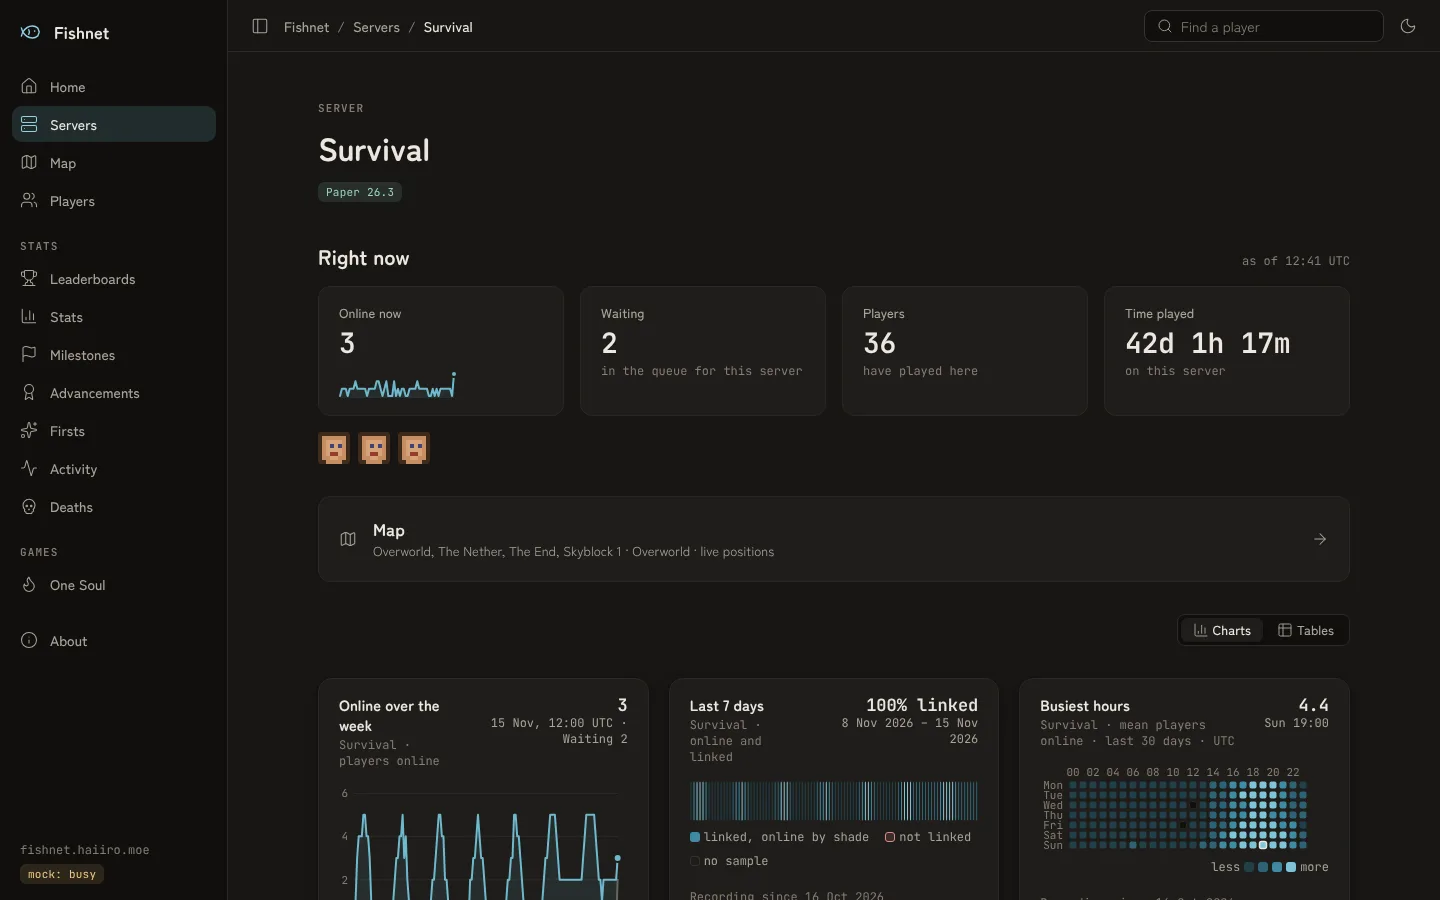 Fishnet
Home
Servers
Map
Players
STATS
Leaderboards
Stats
Milestones
Advancements
Firsts
Activity
Deaths
GAMES
One Soul
About
fishnet.haiiro.moe
mock: busy
Fishnet / Servers / Survival
Find a player
SERVER
Survival
Paper 26.3
Right now
as of 12:41 UTC
Online now
3
Waiting
2
in the queue for this server
Players
36
have played here
Time played
42d 1h 17m
on this server
Map
Overworld, The Nether, The End, Skyblock 1 · Overworld · live positions
Charts
Tables
Online over the
week
Survival ·
players online
3
15 Nov, 12:00 UTC ·
Waiting 2
6
4
2
Last 7 days
Survival ·
online and
linked
100% linked
8 Nov 2026 – 15 Nov
2026
linked, online by shade
not linked
no sample
Recording since 16 Oct 2026
Busiest hours
Survival · mean players
online · last 30 days · UTC
4.4
Sun 19:00
00 02 04 06 08 10 12 14 16 18 20 22
Mon
Tue
Wed
Thu
Fri
Sat
Sun
less
more